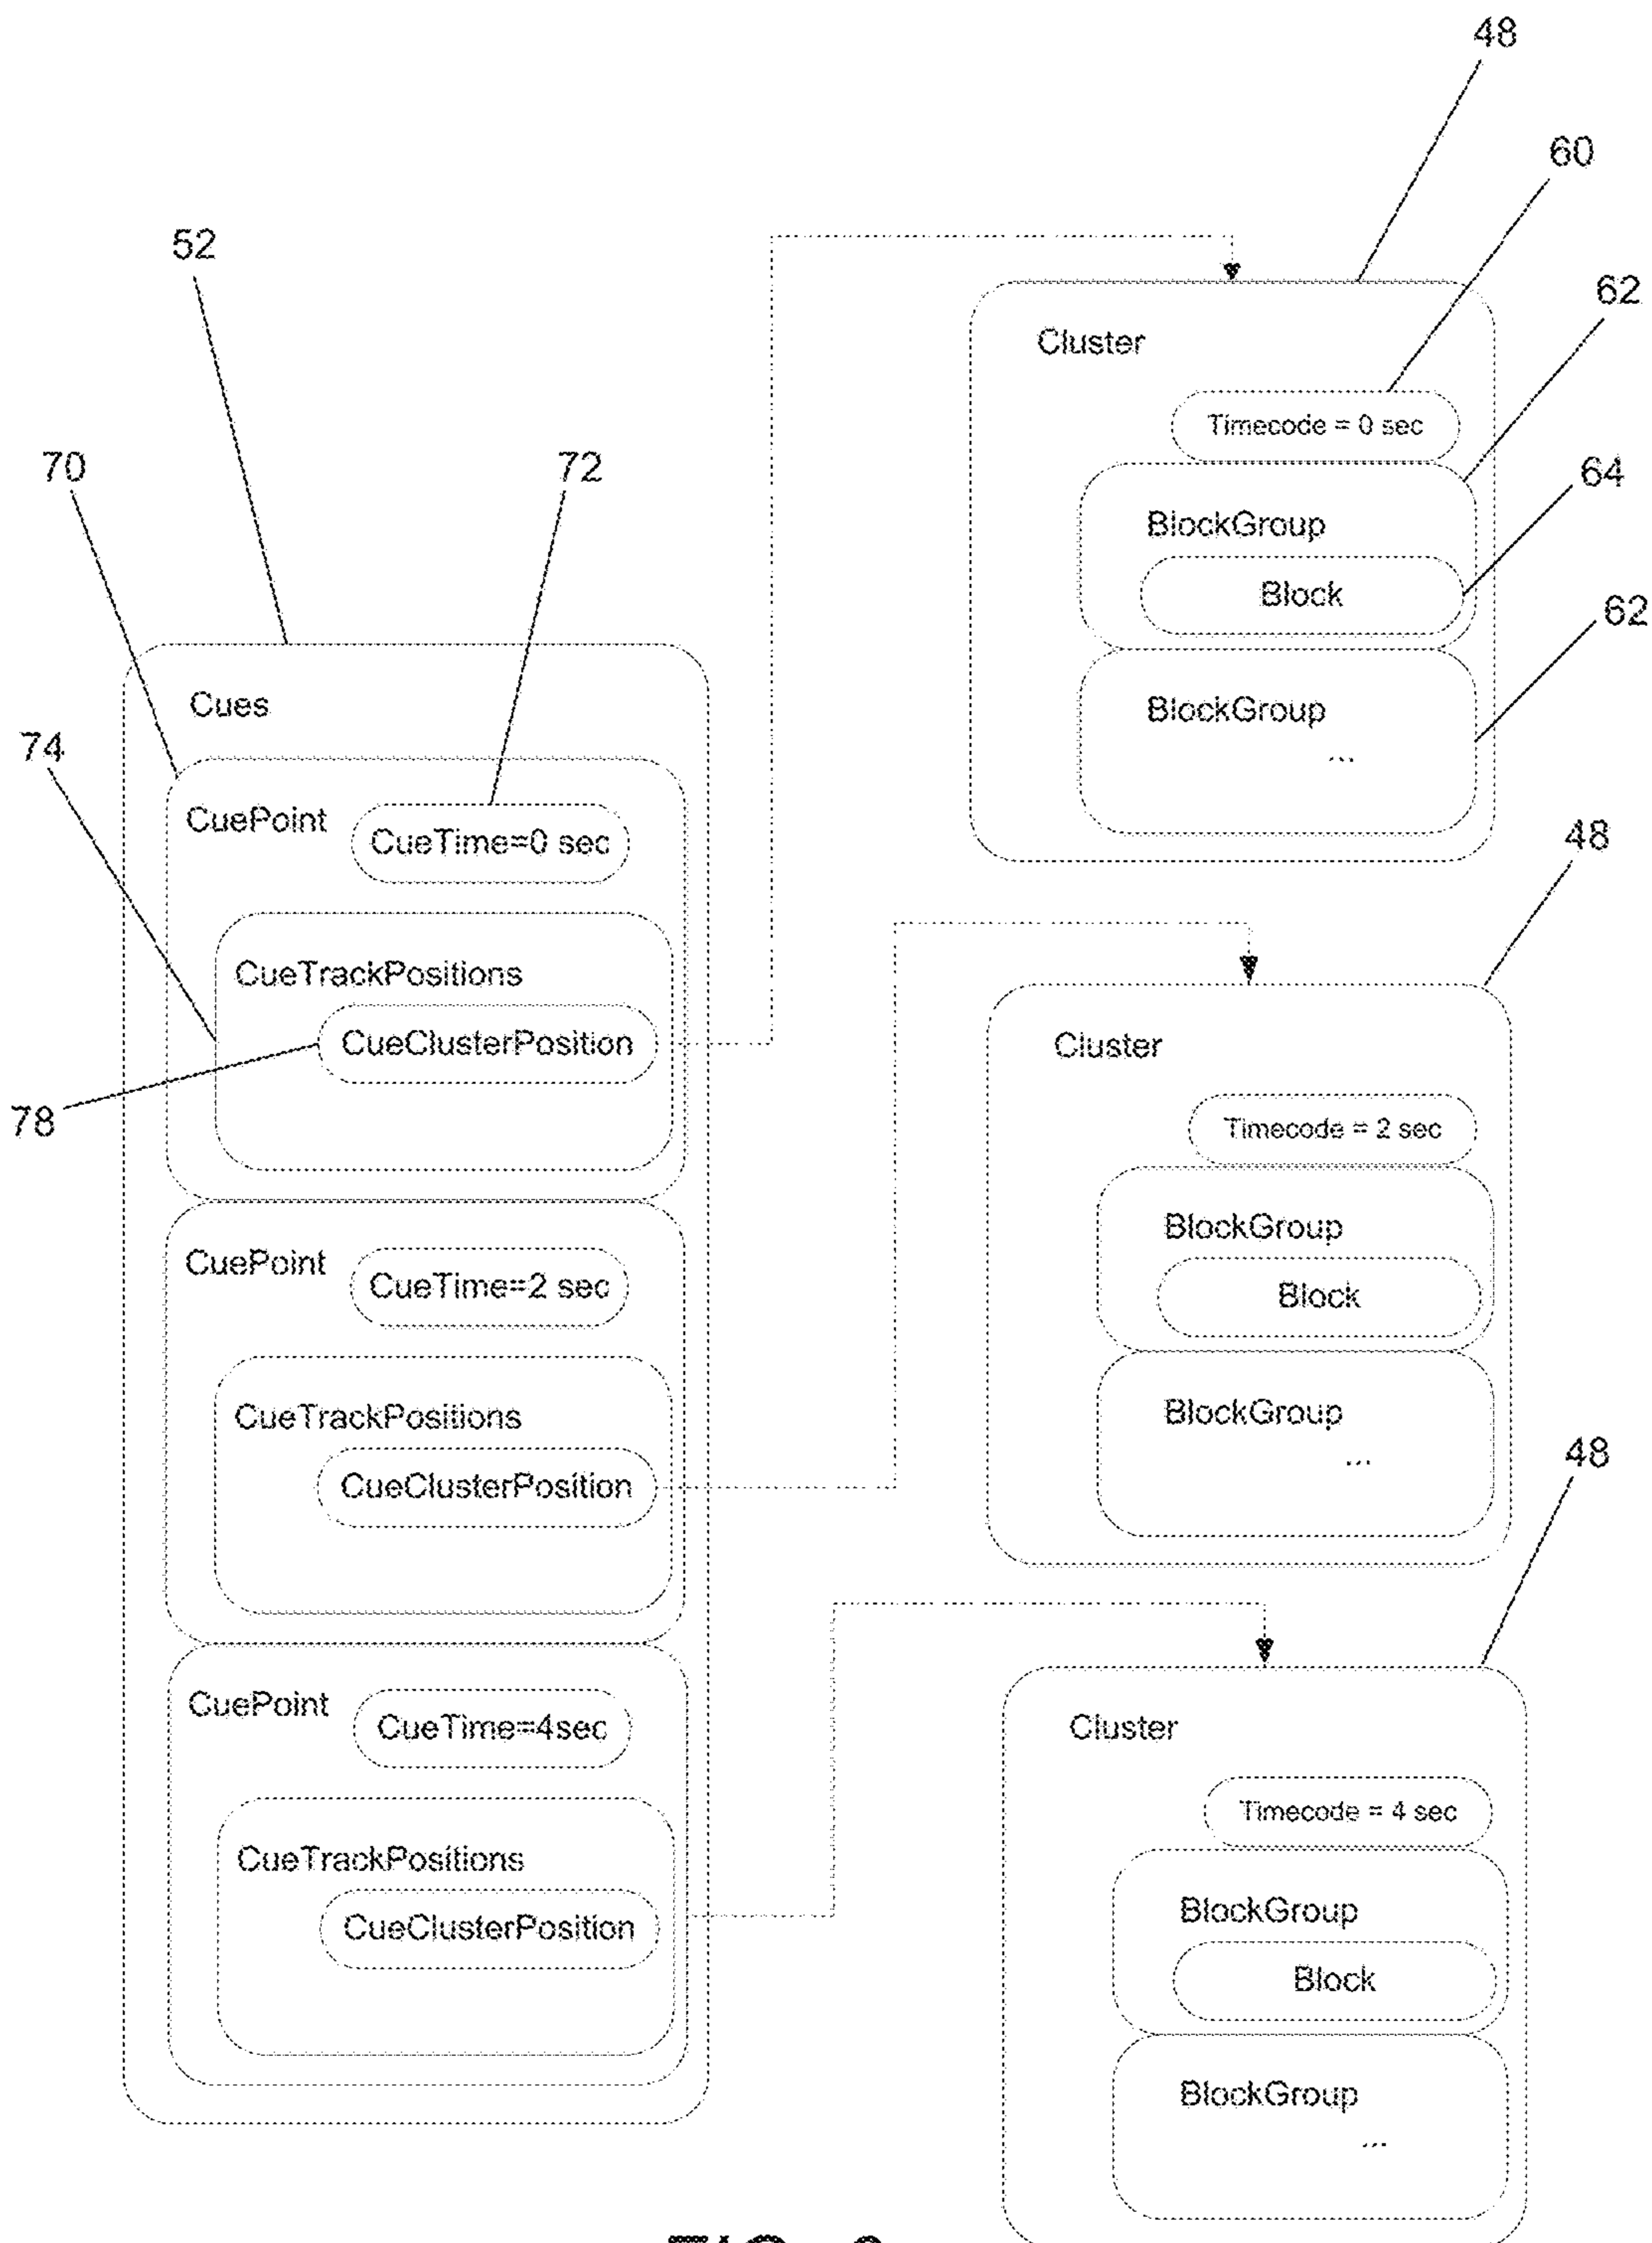 48
60
52
62
Cluster
Timecode = 0 sec
70
72
64
BlockGroup
Block
62
Cues
BlockGroup
...
74
CuePoint
CueTime=0 sec
48
CueTrackPositions
CueClusterPosition
78
Cluster
Timecode = 2 sec
CuePoint
CueTime=2 sec
BlockGroup
Block
CueTrackPositions
BlockGroup
...
CueClusterPosition
48
CuePoint
CueTime=4sec
Cluster
Timecode = 4 sec
CueTrackPositions
CueClusterPosition
BlockGroup
Block
BlockGroup
...